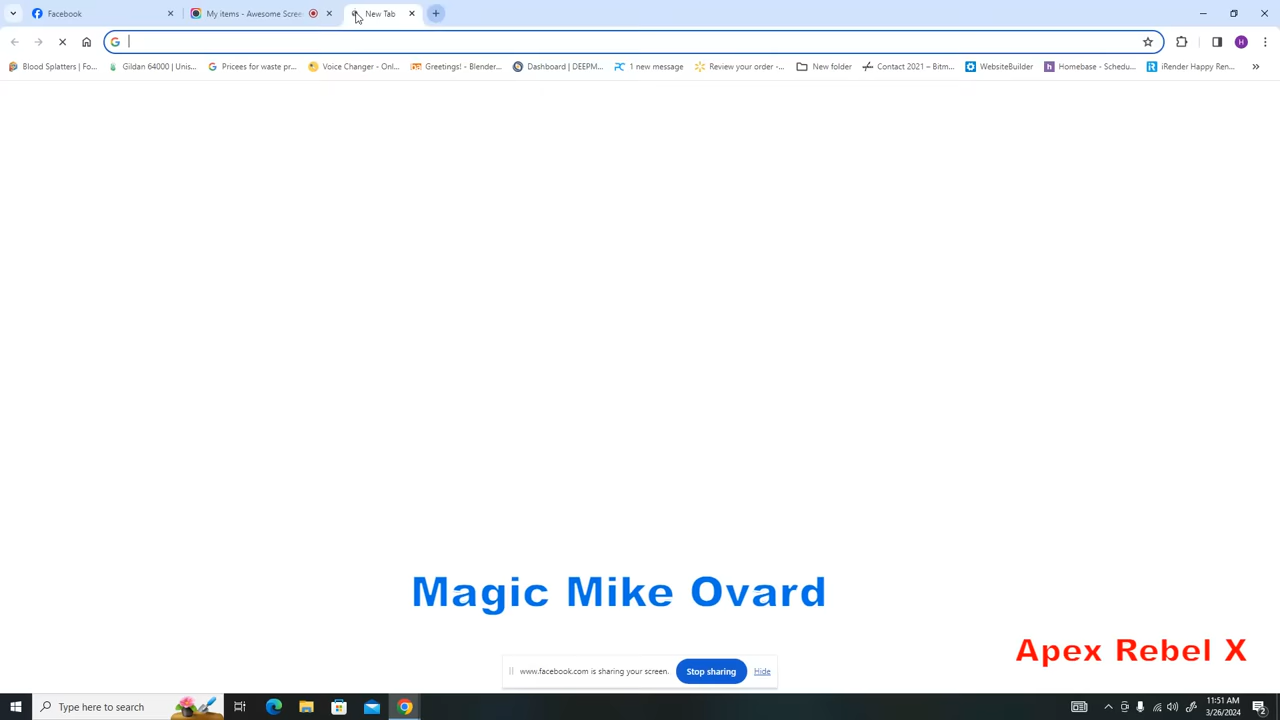 Facebook
My items - Awesome Scree
New Tab
Blood Splatters | Fo...
Gildan 64000 | Unis...
Pricees for waste pr...
Voice Changer - Onl...
Greetings! - Blender...
Dashboard | DEEPM...
1 new message
Review your order -...
New folder
Contact 2021 – Bitm...
WebsiteBuilder
Homebase - Schedu...
iRender Happy Ren...
Magic Mike Ovard
Apex Rebel X
www.facebook.com is sharing your screen.
Stop sharing
Hide
Type here to search
11:51 AM
3/26/2024
2